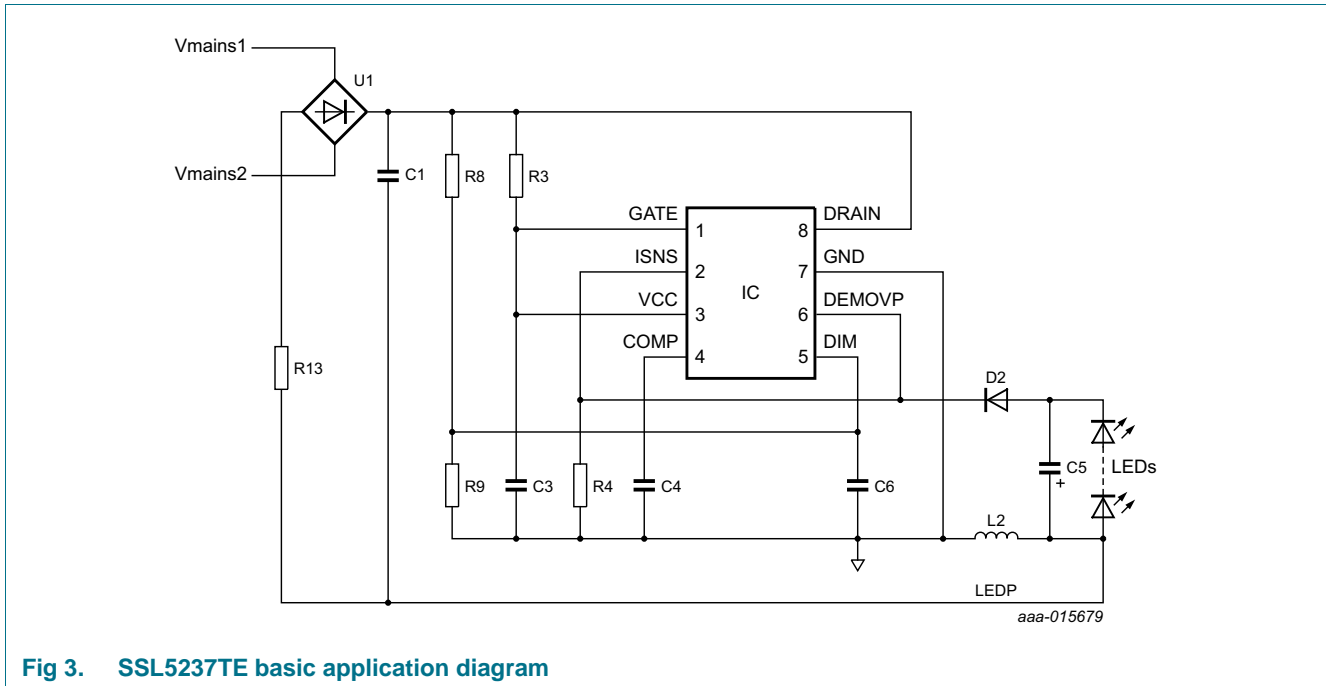 Vmains1
U1
Vmains2
C1
R8
R3
GATE
DRAIN
1
8
ISNS
GND
2
7
IC
VCC
DEMOVP
3
6
COMP
DIM
4
5
R13
D2
R9
C3
R4
C4
C6
C5
+
LEDs
L2
LEDP
aaa-015679
Fig 3. SSL5237TE basic application diagram